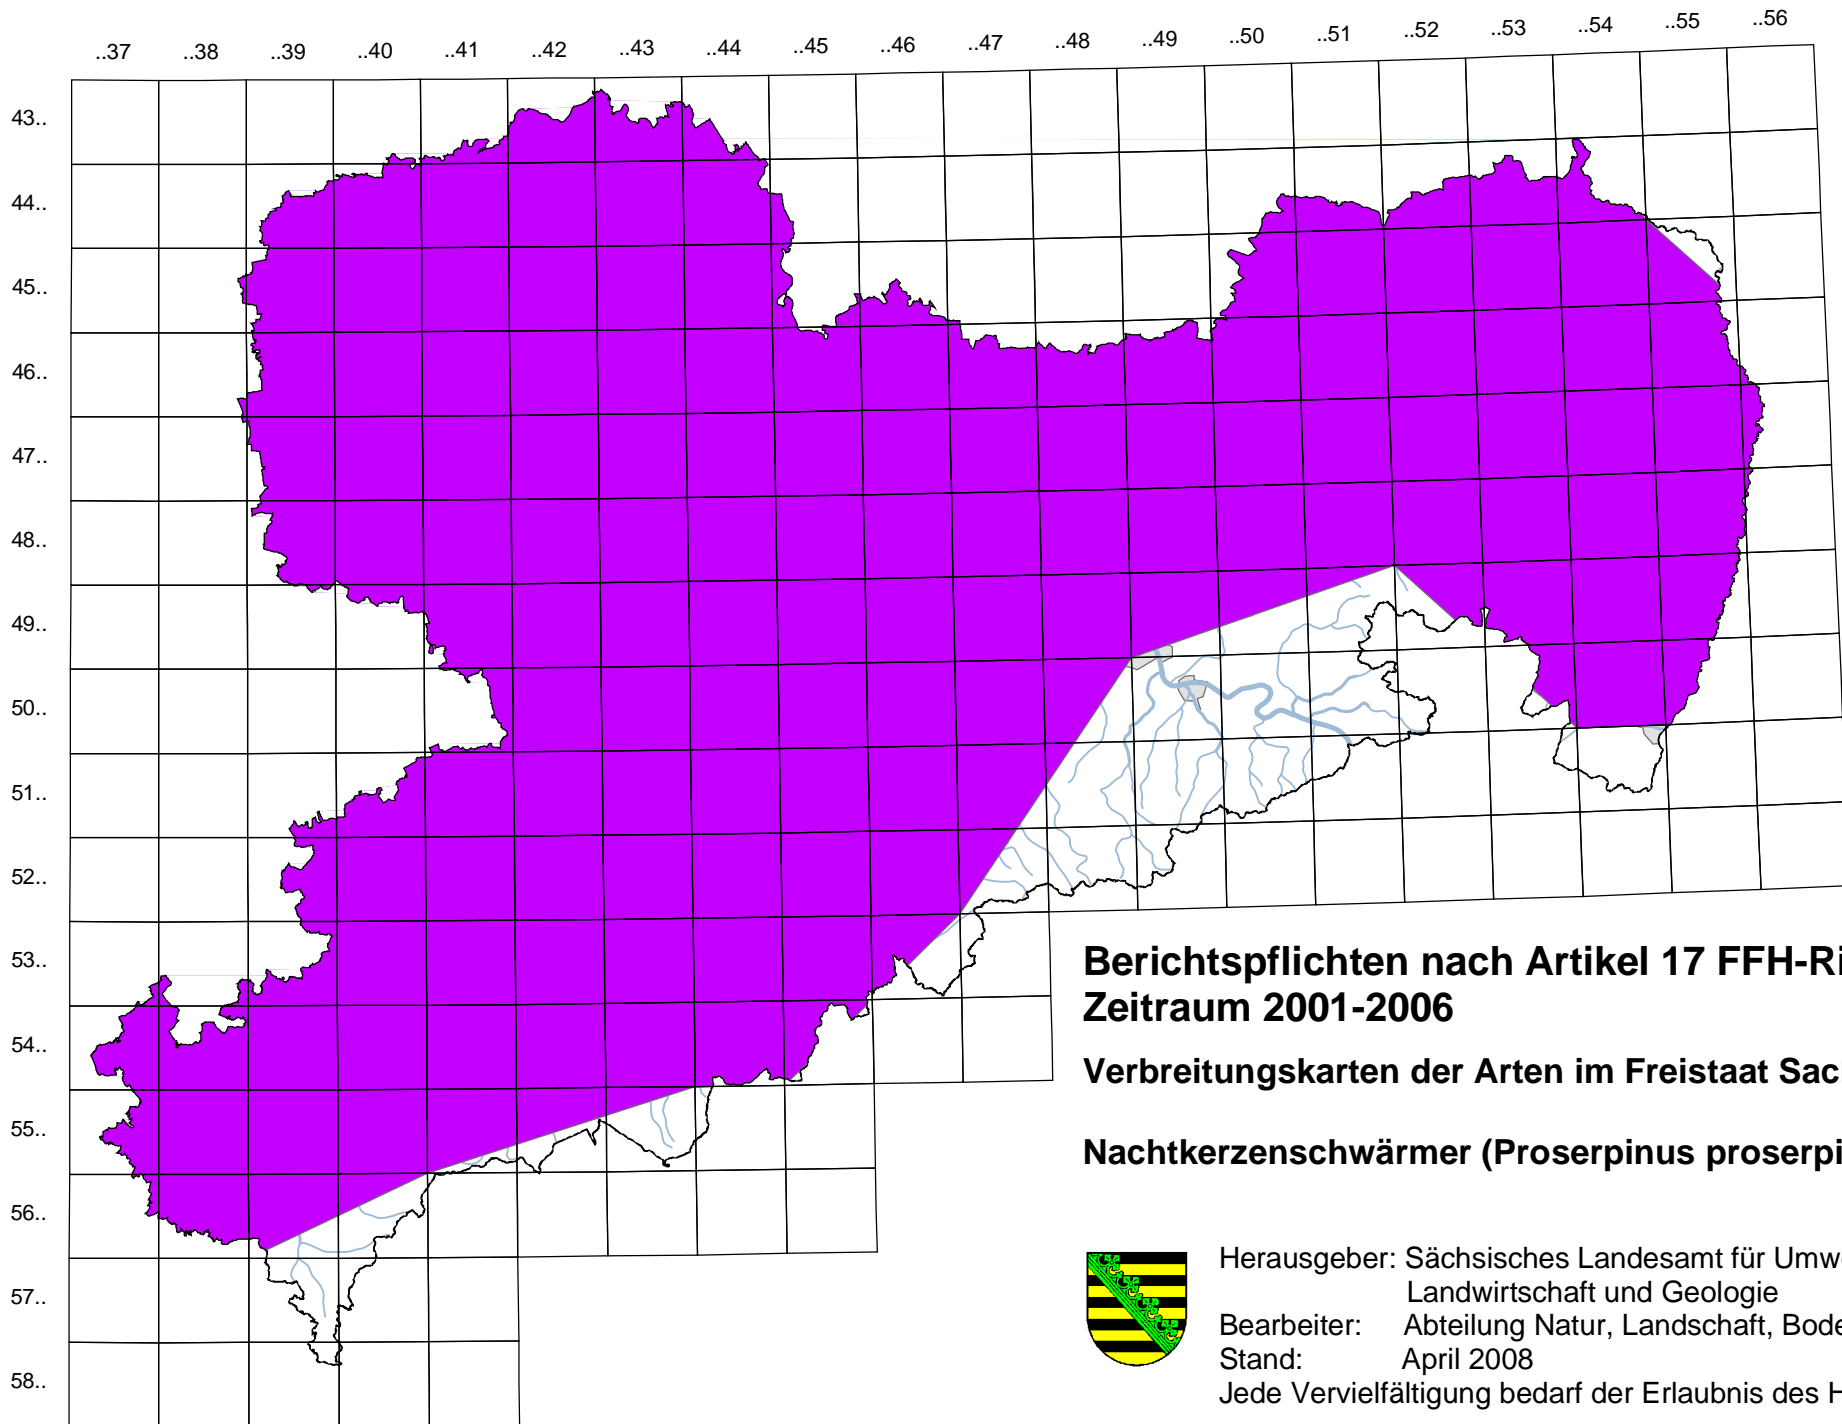 ..37 ..38 ..39 ..40 ..41 ..42 ..43 ..44 ..45 ..46 ..47 ..48 ..49 ..50 ..51 ..52 ..53 ..54 ..55 ..56
43..
44..
45..
46..
47..
48..
49..
50..
51..
52..
53..
54..
55..
56..
57..
58..
Berichtspflichten nach Artikel 17 FFH-Ri
Zeitraum 2001-2006
Verbreitungskarten der Arten im Freistaat Sac
Nachtkerzenschwärmer (Proserpinus proserpi
Herausgeber: Sächsisches Landesamt für Umw
Landwirtschaft und Geologie
Bearbeiter: Abteilung Natur, Landschaft, Bode
Stand: April 2008
Jede Vervielfältigung bedarf der Erlaubnis des H